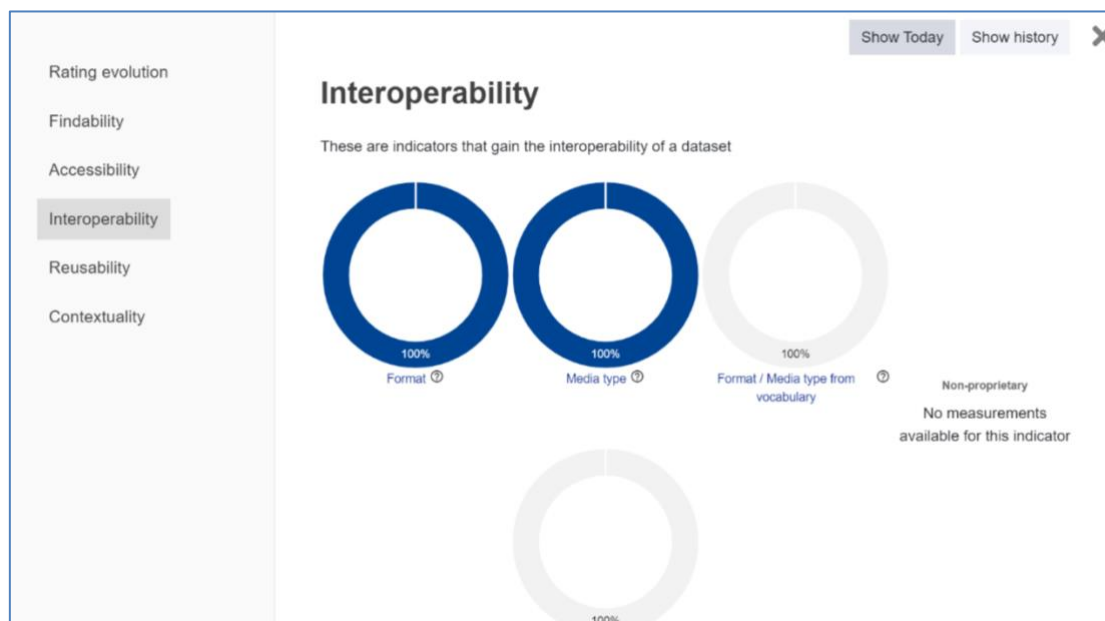 Show Today
Show history
Rating evolution
Findability
Accessibility
Interoperability
Reusability
Contextuality
Interoperability
These are indicators that gain the interoperability of a dataset
100%
100%
100%
Format
Media type
Format / Media type from
vocabulary
Non-proprietary
No measurements
available for this indicator
100%